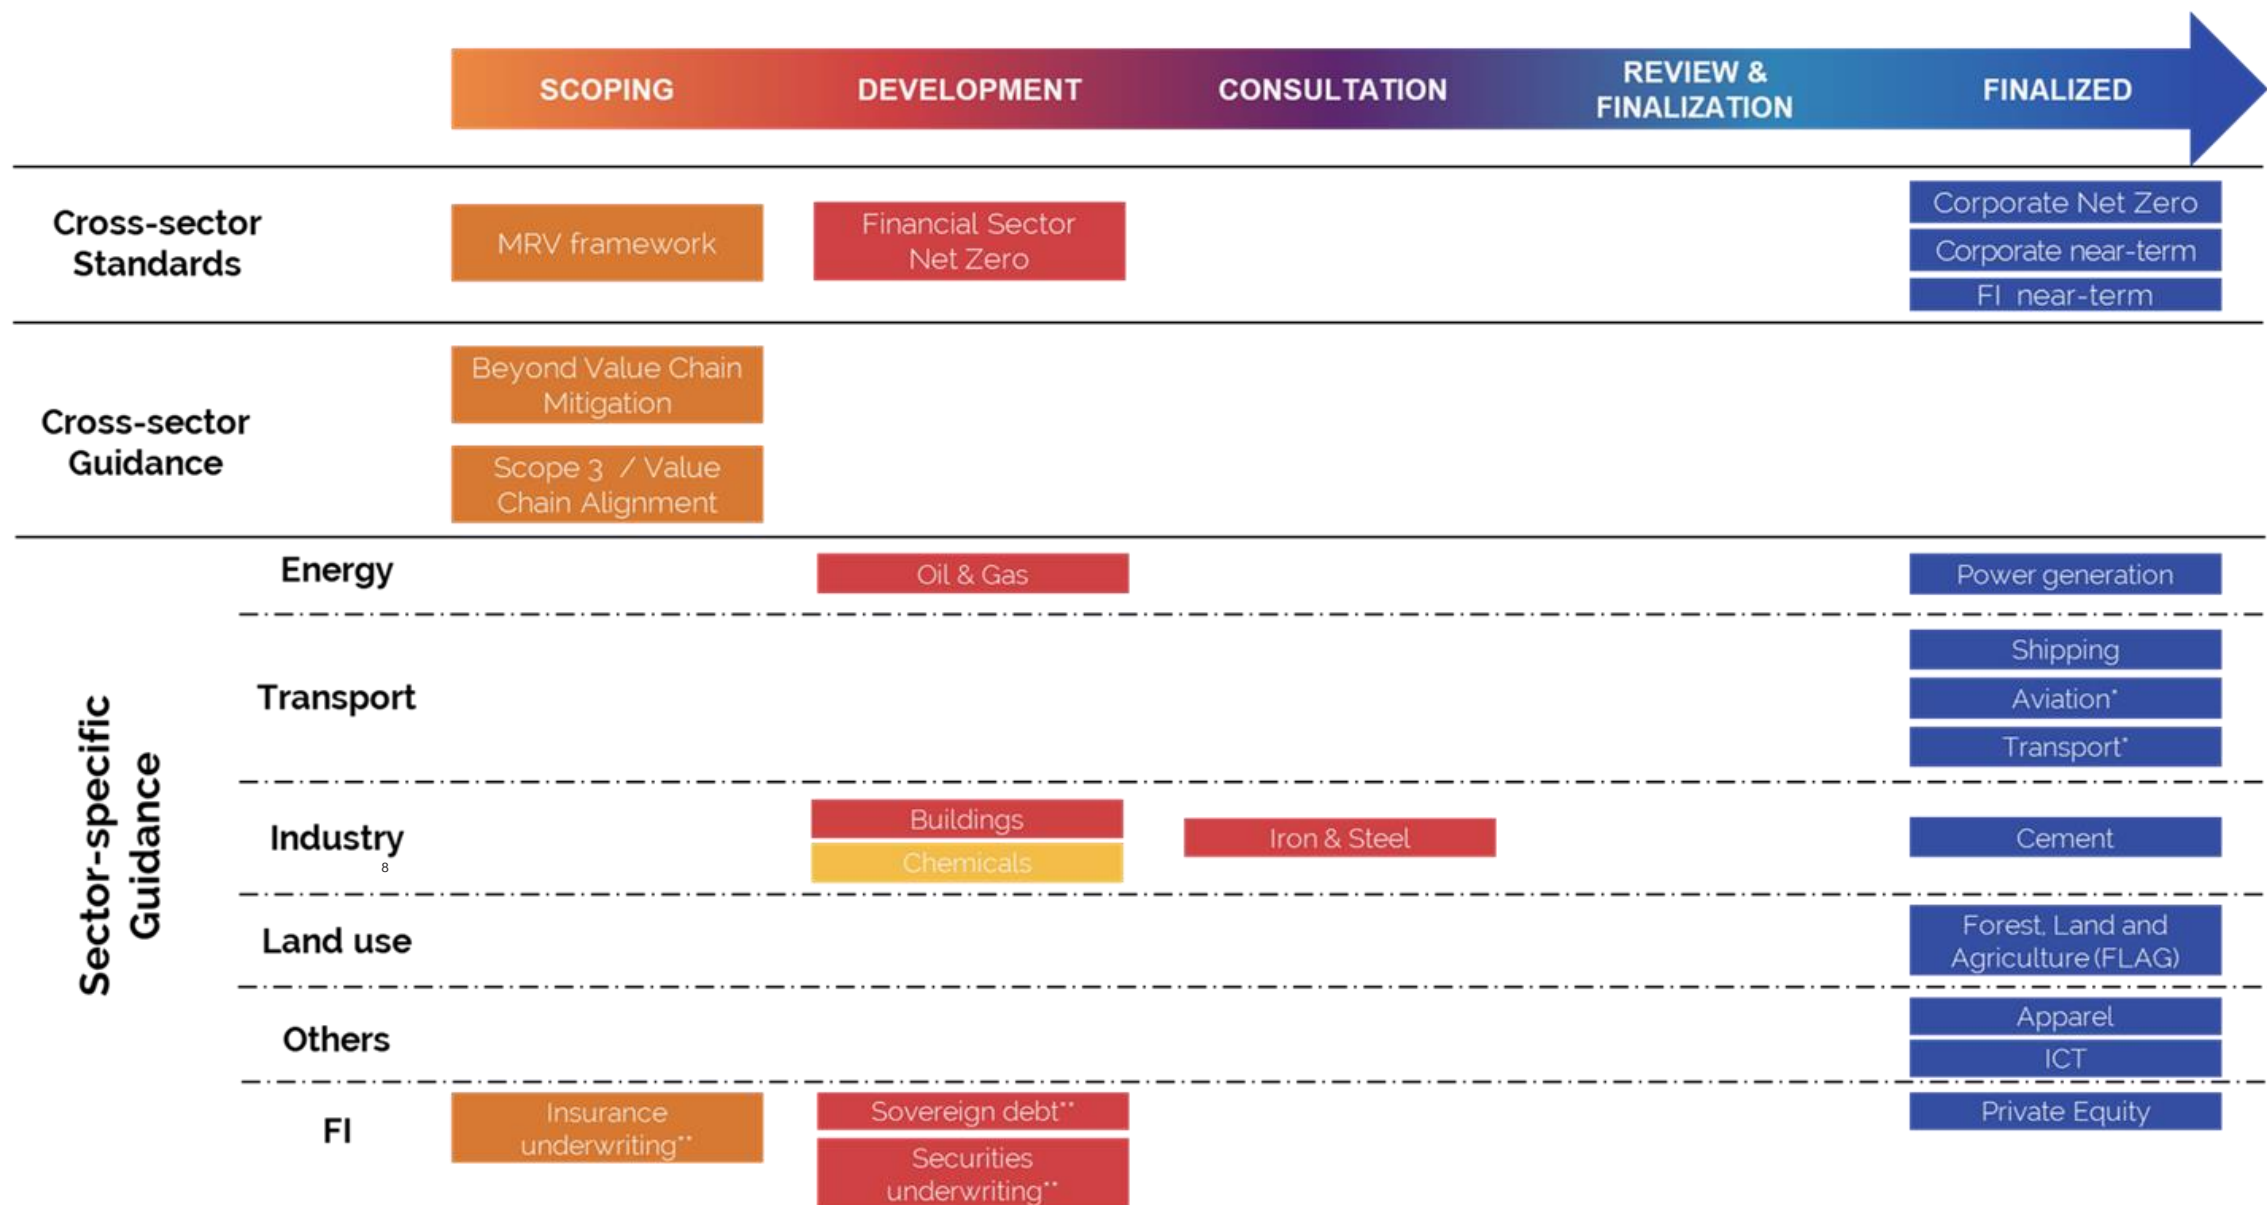 SCOPING
DEVELOPMENT
CONSULTATION
REVIEW &
FINALIZATION
FINALIZED
Cross-sector
Standards
MRV framework
Financial Sector
Net Zero
Corporate Net Zero
Corporate near-term
FI near-term
Cross-sector
Guidance
Beyond Value Chain
Mitigation
Scope 3 / Value
Chain Alignment
Sector-specific
Guidance
Energy
Oil & Gas
Power generation
Transport
Shipping
Aviation*
Transport*
Industry
8
Buildings
Chemicals
Iron & Steel
Cement
Land use
Forest, Land and
Agriculture (FLAG)
Others
Apparel
ICT
FI
Insurance
underwriting**
Sovereign debt**
Securities
underwriting**
Private Equity